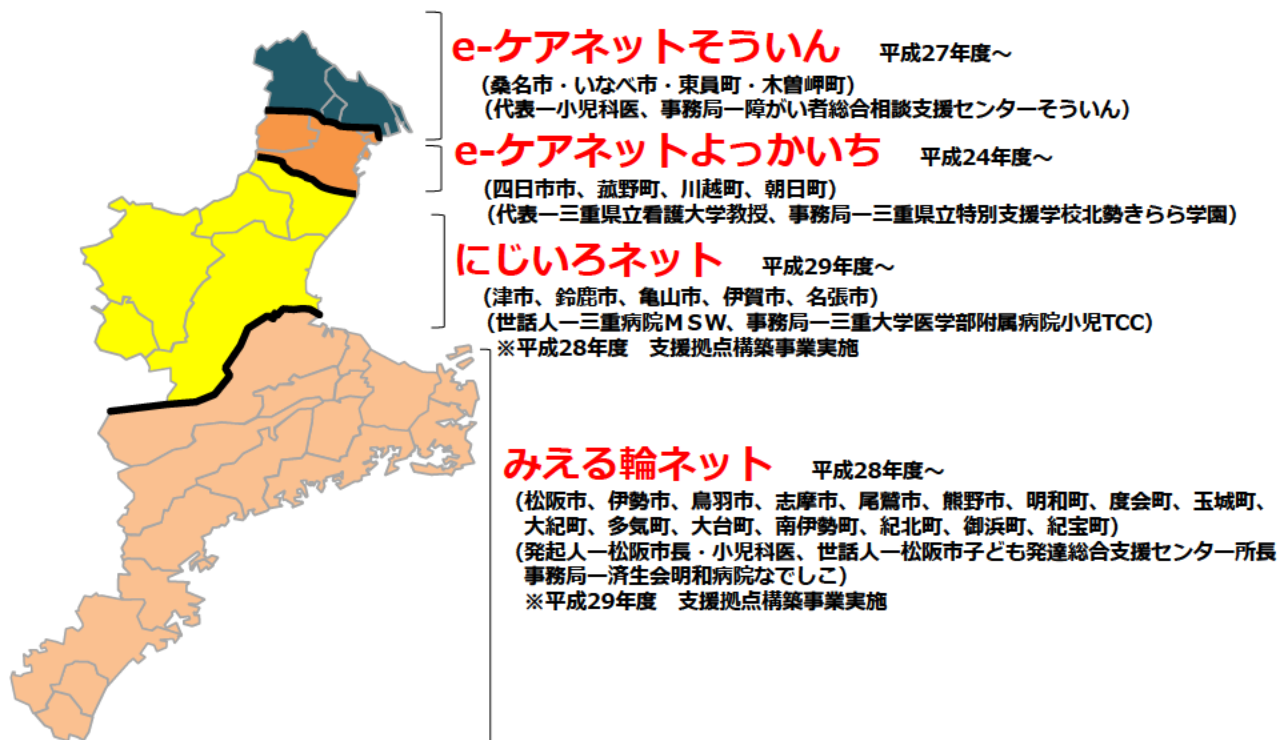 e-ケアネットそういん 平成27年度～
（桑名市・いなべ市・東員町・木曽岬町）
（代表ー小児科医、事務局ー障がい者総合相談支援センターそういん）
e-ケアネットよっかいち 平成24年度～
（四日市市、菰野町、川越町、朝日町）
（代表ー三重県立看護大学教授、事務局ー三重県立特別支援学校北勢きらら学園）
にじいろネット 平成29年度～
（津市、鈴鹿市、亀山市、伊賀市、名張市）
（世話人ー三重病院ＭＳＷ、事務局ー三重大学医学部附属病院小児TCC）
※平成28年度　支援拠点構築事業実施
みえる輪ネット 平成28年度～
（松阪市、伊勢市、鳥羽市、志摩市、尾鷲市、熊野市、明和町、度会町、玉城町、
大紀町、多気町、大台町、南伊勢町、紀北町、御浜町、紀宝町）
（発起人ー松阪市長・小児科医、世話人ー松阪市子ども発達総合支援センター所長
事務局ー済生会明和病院なでしこ）
※平成29年度　支援拠点構築事業実施